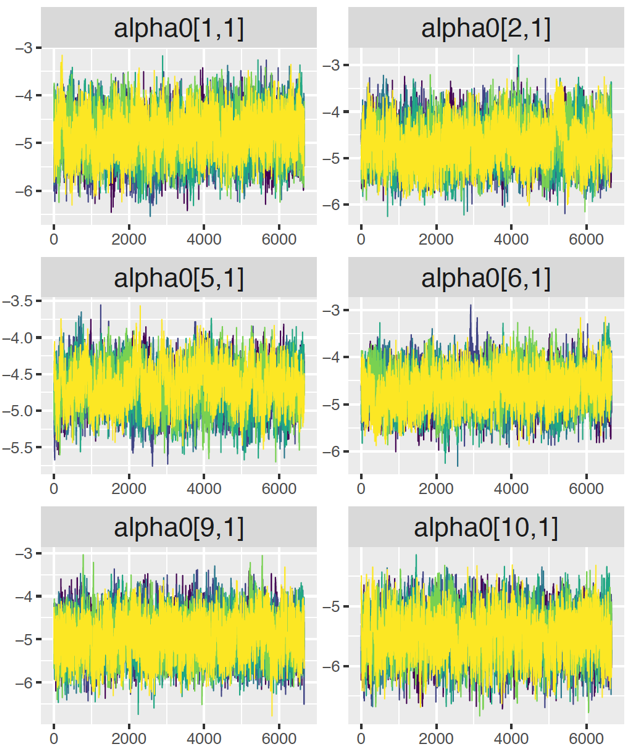 alpha0[1,1] alpha0[2,1]
−3 −3
−4 −4
−5 −5
−6 −6
0 2000 4000 6000 0 2000 4000 6000
alpha0[5,1] alpha0[6,1]
−3.5 −3
−4.0 −4
−4.5 −5
−5.0 −6
−5.5
0 2000 4000 6000 0 2000 4000 6000
alpha0[9,1] alpha0[10,1]
−3
−4 −5
−5 −6
−6
0 2000 4000 6000 0 2000 4000 6000